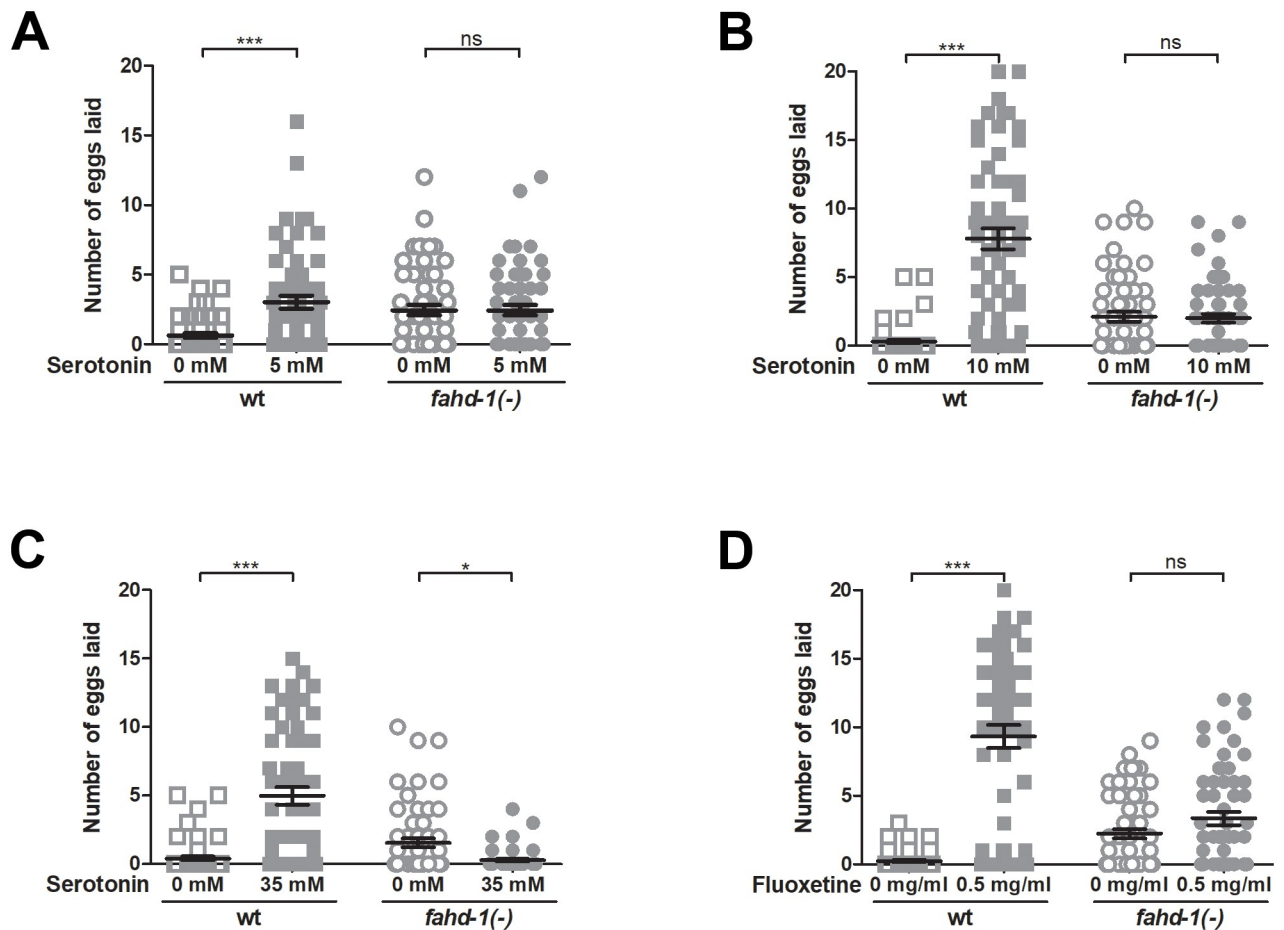 A
*** ns
20
15
10
5
0
Number of eggs laid
Serotonin 0 mM 5 mM 0 mM 5 mM
wt fahd-1(-)
B
*** ns
20
15
10
5
0
Number of eggs laid
Serotonin 0 mM 10 mM 0 mM 10 mM
wt fahd-1(-)
C
*** *
20
15
10
5
0
Number of eggs laid
Serotonin 0 mM 35 mM 0 mM 35 mM
wt fahd-1(-)
D
*** ns
20
15
10
5
0
Number of eggs laid
Fluoxetine 0 mg/ml 0.5 mg/ml 0 mg/ml 0.5 mg/ml
wt fahd-1(-)